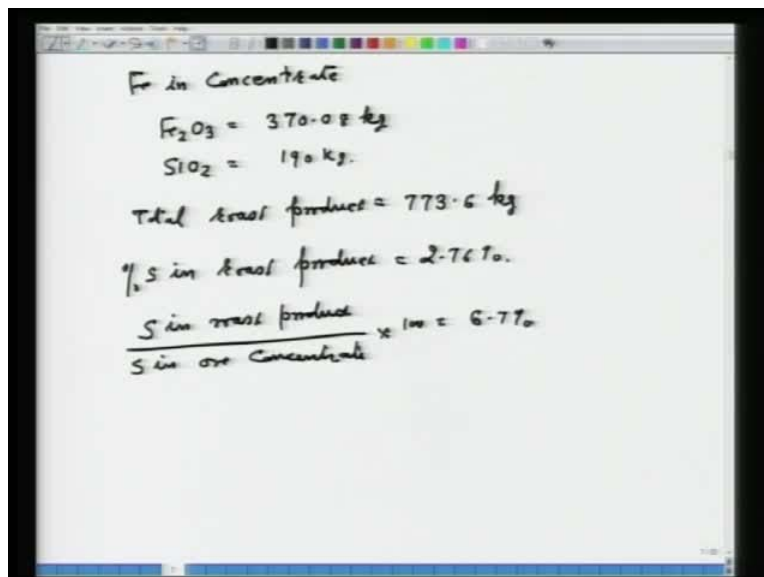 Fe in Concentrate
Fe2O3 = 370.08 kg
SiO2 = 190 kg.
Total roast product = 773.6 kg
% S in roast product = 2.76 %.
S in roast product
S in ore Concentrate
× 100 = 6.7%